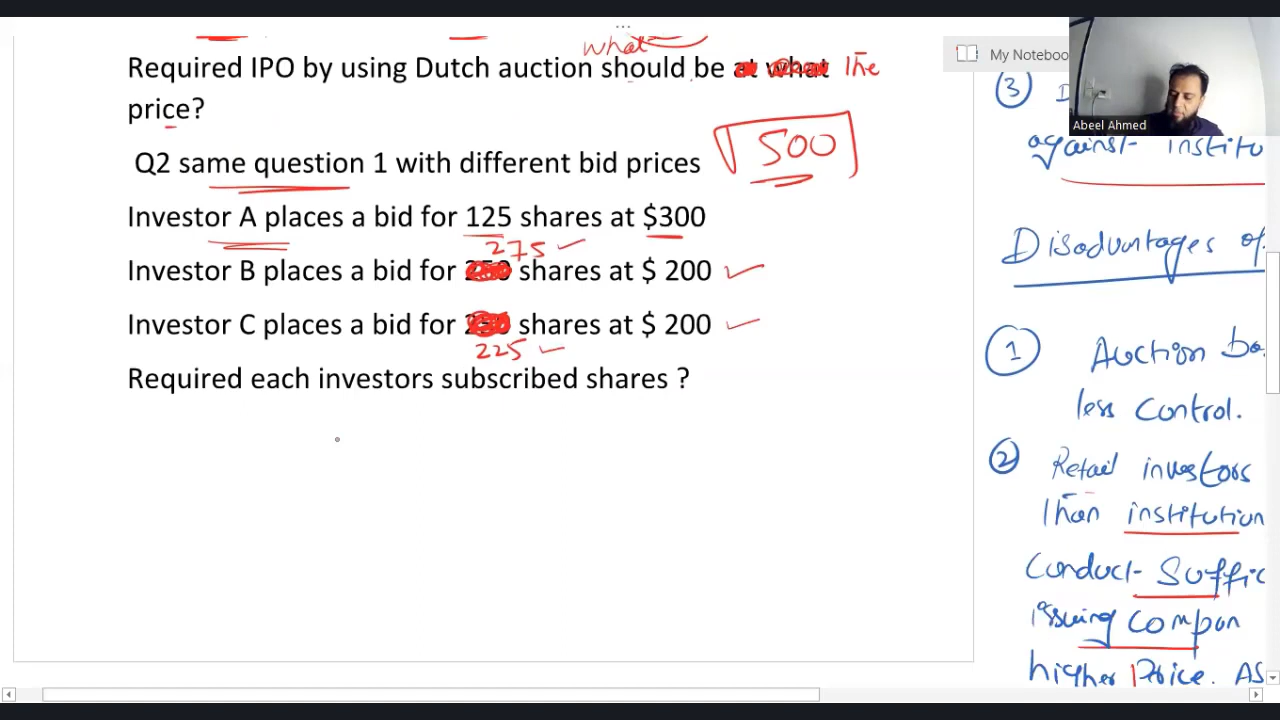 what
Required IPO by using Dutch auction should be the
price?
Q2 same question 1 with different bid prices
500
Investor A places a bid for 125 shares at $300
275
Investor B places a bid for shares at $ 200
Investor C places a bid for shares at $ 200
225
Required each investors subscribed shares ?
My Noteboo
Abeel Ahmed
3
against institu
Disadvantages of
1 Auction ba
less Control.
2 Retail investors
than institution
Conduct Suffic
issuing compan
higher Price. AS